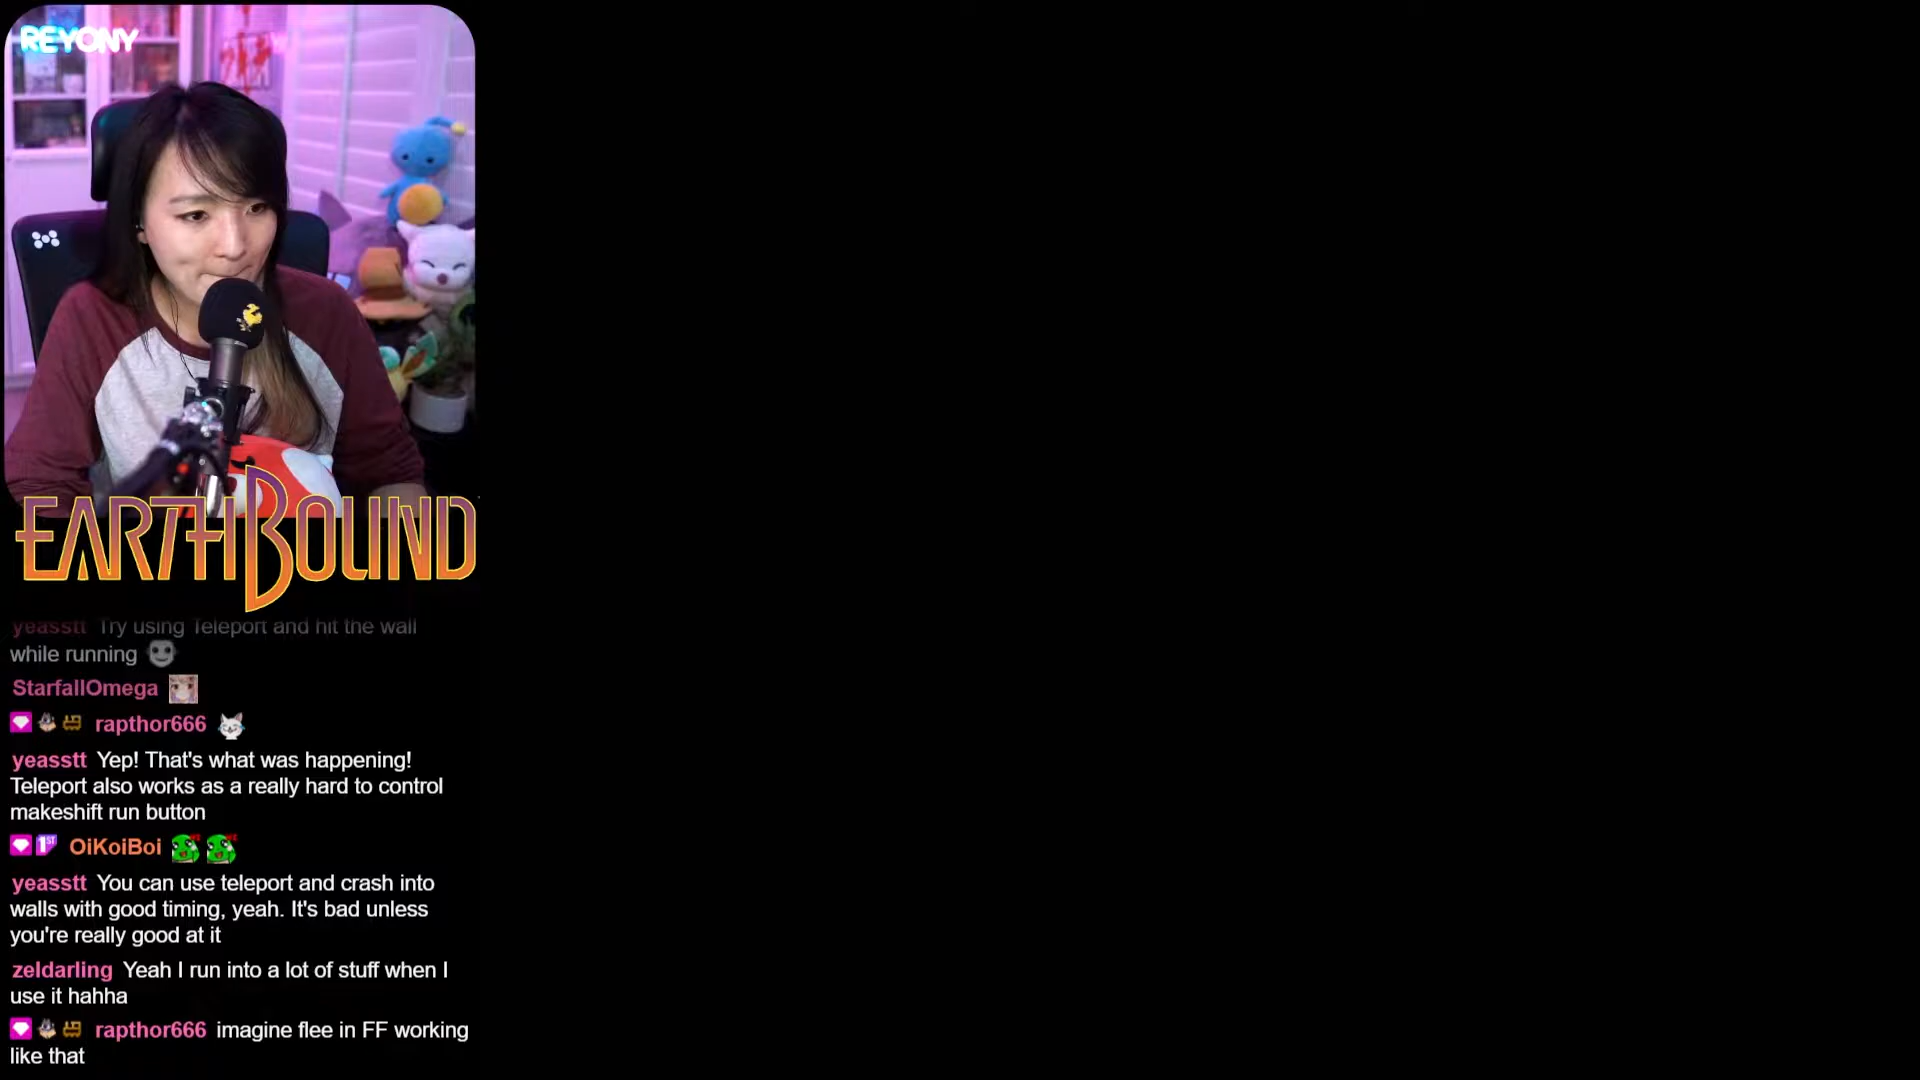 REYONY
EARTHBOUND
yeasstt Try using Teleport and hit the wall
while running
StarfallOmega
rapthor666
yeasstt Yep! That's what was happening!
Teleport also works as a really hard to control
makeshift run button
1ST OiKoiBoi
yeasstt You can use teleport and crash into
walls with good timing, yeah. It's bad unless
you're really good at it
zeldarling Yeah I run into a lot of stuff when I
use it hahha
rapthor666 imagine flee in FF working
like that